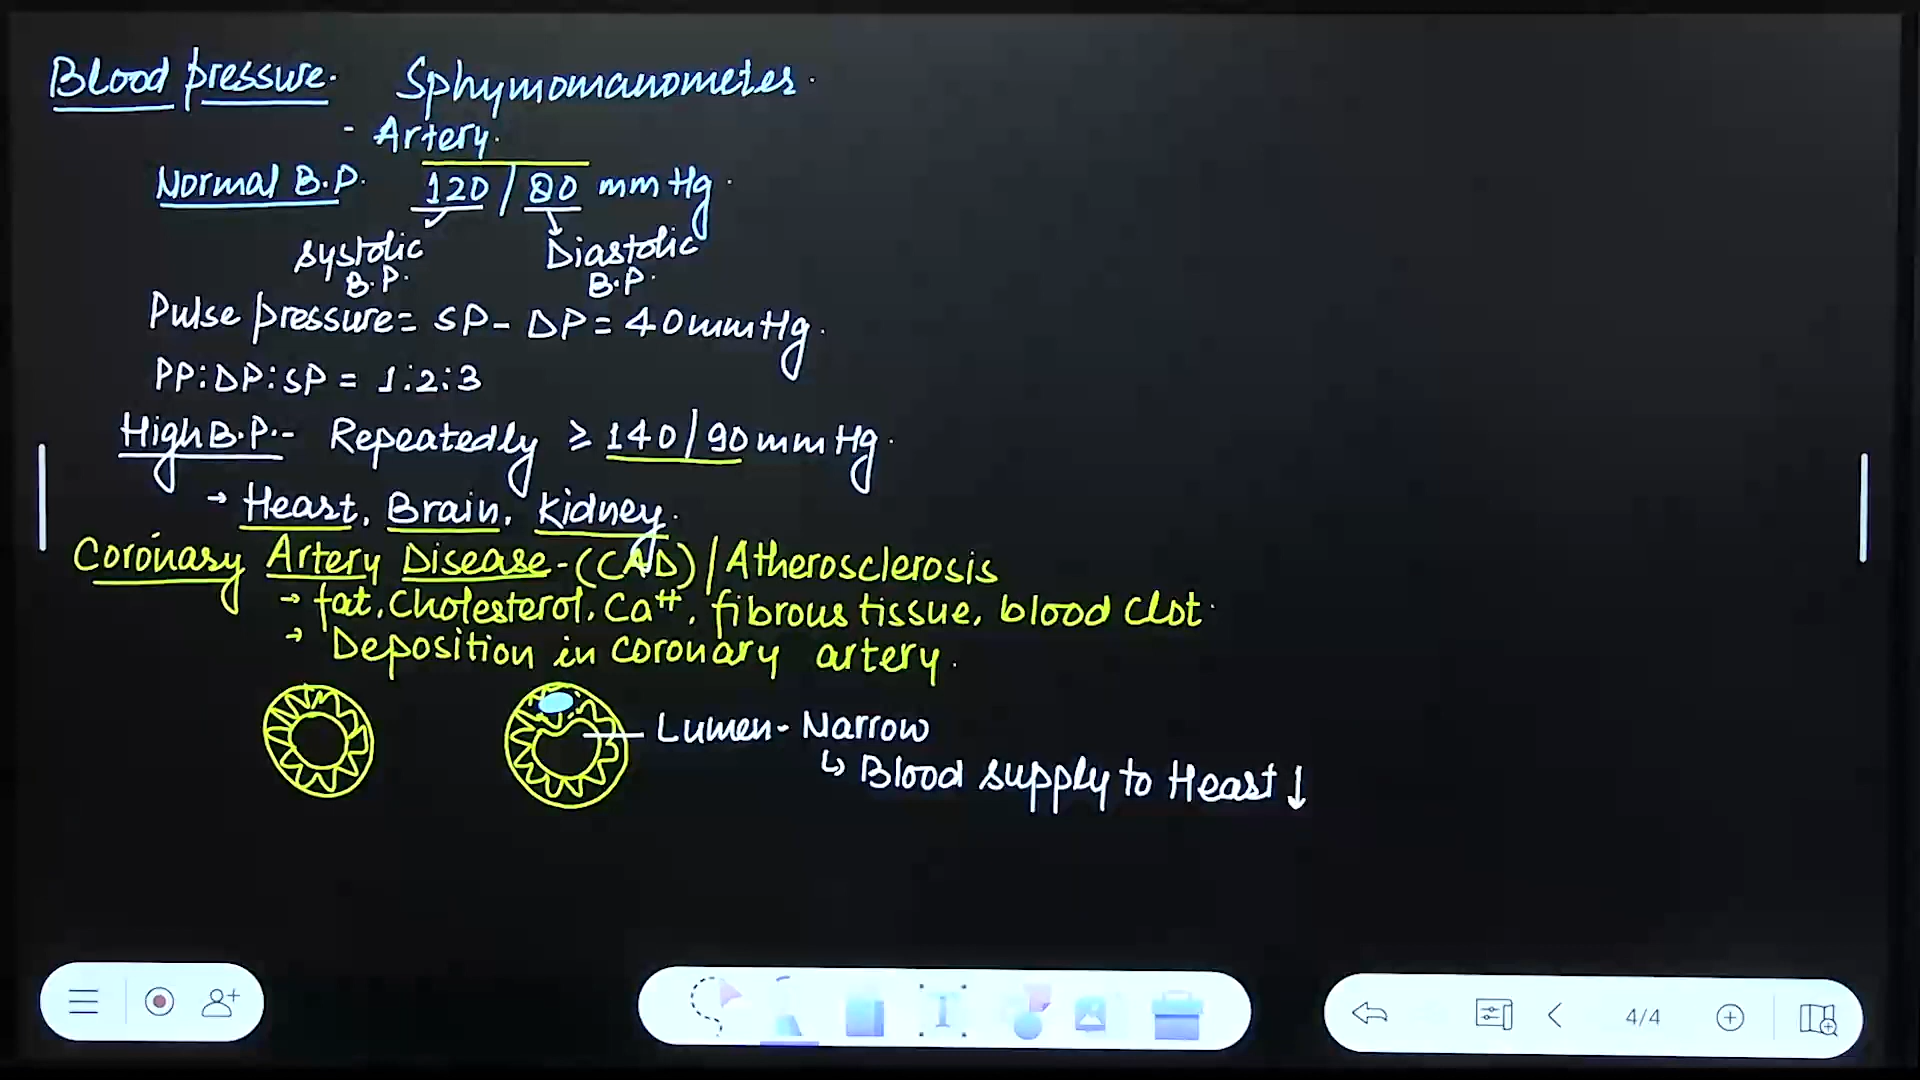 Blood pressure. Sphymomanometer.
- Artery.
Normal B.P. 120/80 mmHg.
Systolic B.P. Diastolic B.P.
Pulse pressure = SP - DP = 40mmHg.
PP:DP:SP = 1:2:3
High B.P.- Repeatedly ≥ 140/90 mmHg.
→ Heart, Brain, Kidney.
Coronary Artery Disease-(CAD)/Atherosclerosis
→ fat, Cholesterol, Ca++, fibrous tissue, blood Clot.
→ Deposition in coronary artery.
Lumen- Narrow
↳ Blood supply to Heart ↓
T
4/4